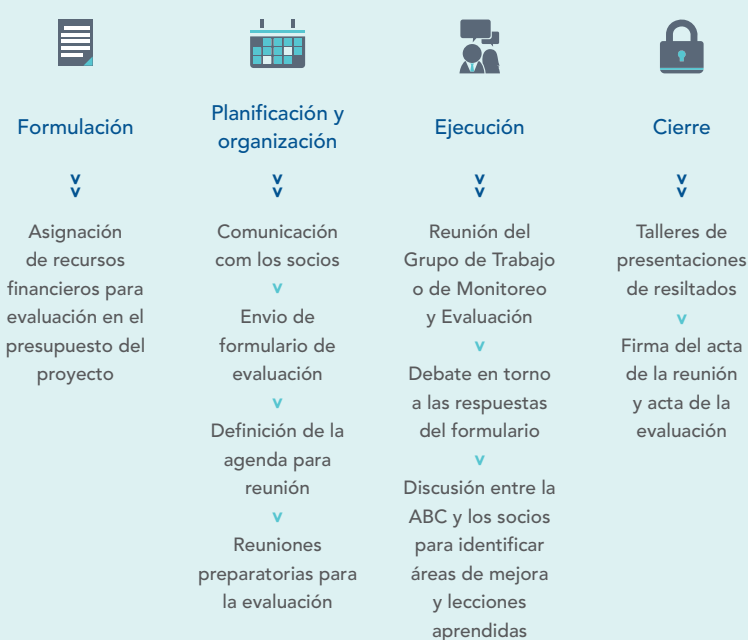 Formulación
Asignación
de recursos
financieros para
evaluación en el
presupuesto del
proyecto
Planificación y
organización
Comunicación
com los socios
Envio de
formulario de
evaluación
Definición de la
agenda para
reunión
Reuniones
preparatorias para
la evaluación
Ejecución
Reunión del
Grupo de Trabajo
o de Monitoreo
y Evaluación
Debate en torno
a las respuestas
del formulario
Discusión entre la
ABC y los socios
para identificar
áreas de mejora
y lecciones
aprendidas
Cierre
Talleres de
presentaciones
de resiltados
Firma del acta
de la reunión
y acta de la
evaluación